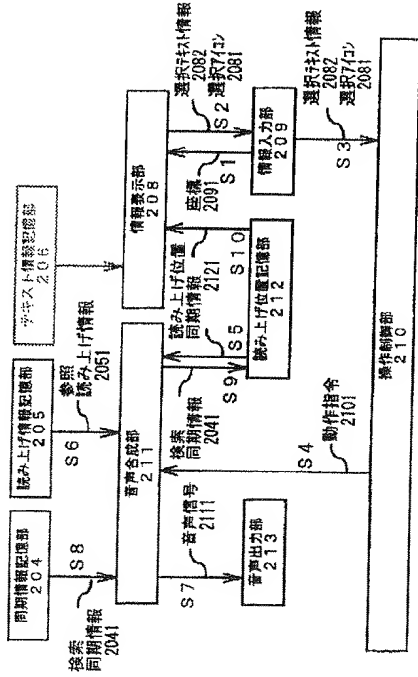 同期情報記憶部
204
読み上げ情報記憶部
205
テキスト情報記憶部
206
S8
検索
同期情報
2041
S6
参照
読み上げ情報
2051
音声合成部
211
情報表示部
208
S7
音声信号
2111
音声出力部
213
S9
検索
同期情報
2041
S5
読み上げ位置
同期情報
2121
S10
読み上げ位置記憶部
212
座標
2091
S1
S2
選択テキスト情報
2082
選択アイコン
2081
情報入力部
209
S3
選択テキスト情報
2082
選択アイコン
2081
S4
動作指令
2101
操作制御部
210